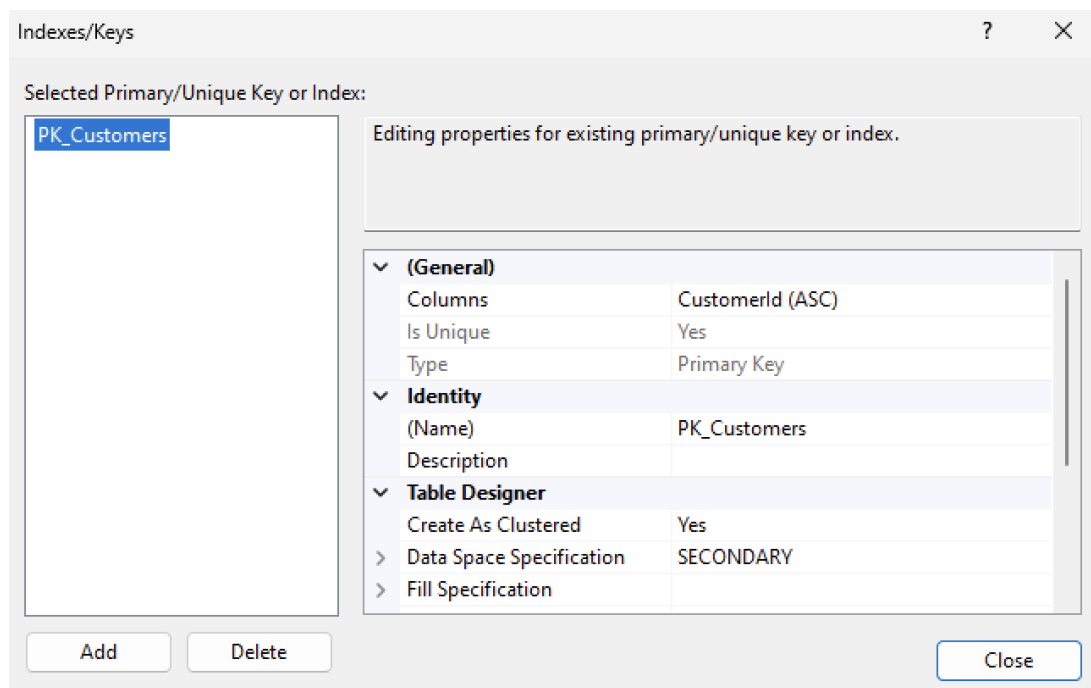 Indexes/Keys
?
Selected Primary/Unique Key or Index:
PK_Customers
Editing properties for existing primary/unique key or index.
(General)
Columns CustomerId (ASC)
Is Unique Yes
Type Primary Key
Identity
(Name) PK_Customers
Description
Table Designer
Create As Clustered Yes
Data Space Specification SECONDARY
Fill Specification
Add Delete
Close